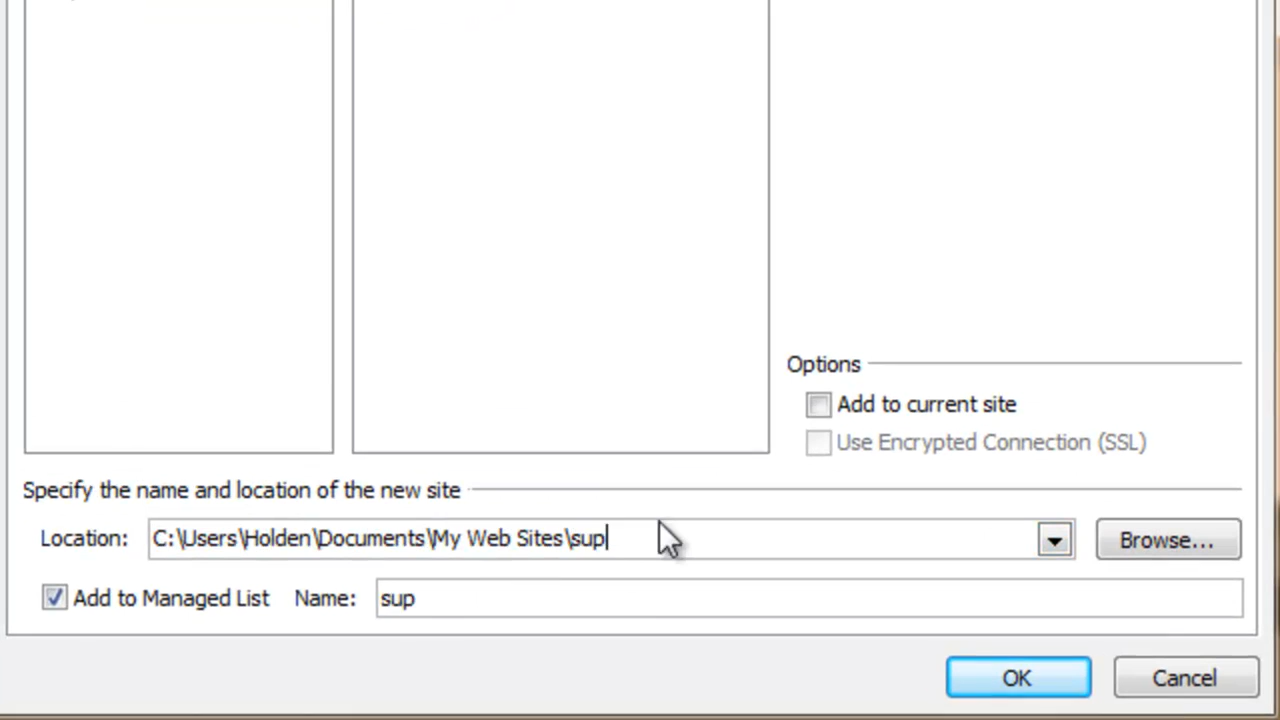 Options
Add to current site
Use Encrypted Connection (SSL)
Specify the name and location of the new site
Location: C:\Users\Holden\Documents\My Web Sites\sup Browse...
Add to Managed List Name: sup
OK Cancel